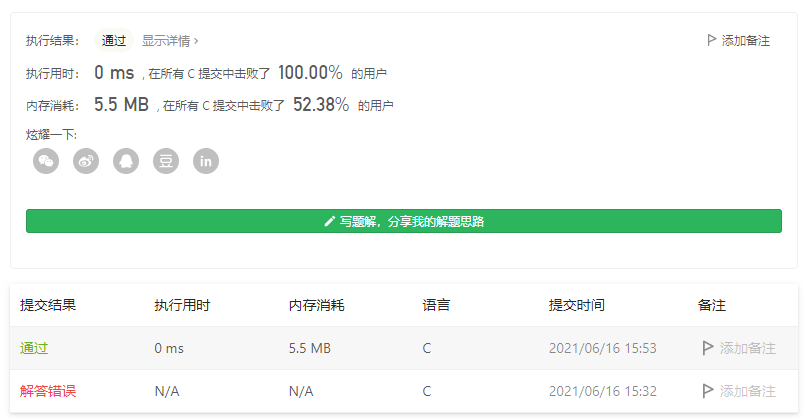 执行结果： 通过 显示详情 › 添加备注
执行用时： 0 ms , 在所有 C 提交中击败了 100.00% 的用户
内存消耗： 5.5 MB , 在所有 C 提交中击败了 52.38% 的用户
炫耀一下:
豆 in
写题解，分享我的解题思路
提交结果 执行用时 内存消耗 语言 提交时间 备注
通过 0 ms 5.5 MB C 2021/06/16 15:53 添加备注
解答错误 N/A N/A C 2021/06/16 15:32 添加备注